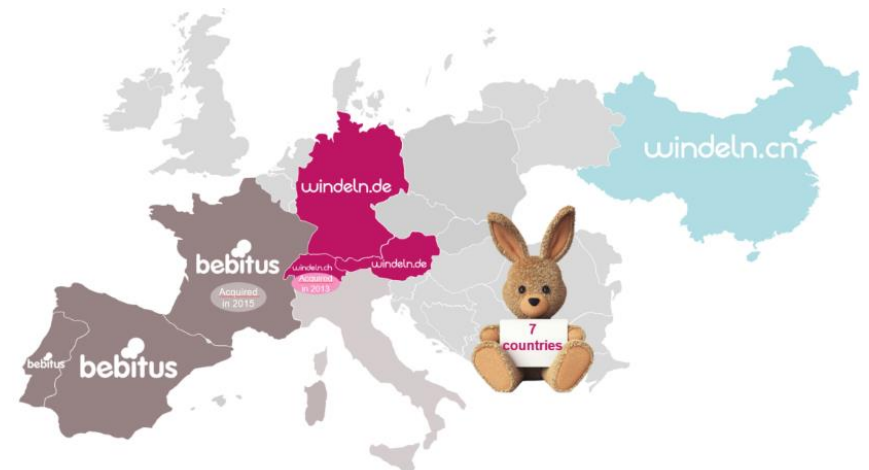 windeln.cn
windeln.de
bebitus
windeln.ch
windeln.de
Acquired
in 2013
Acquired
in 2015
7
countries
bebitus
bebitus